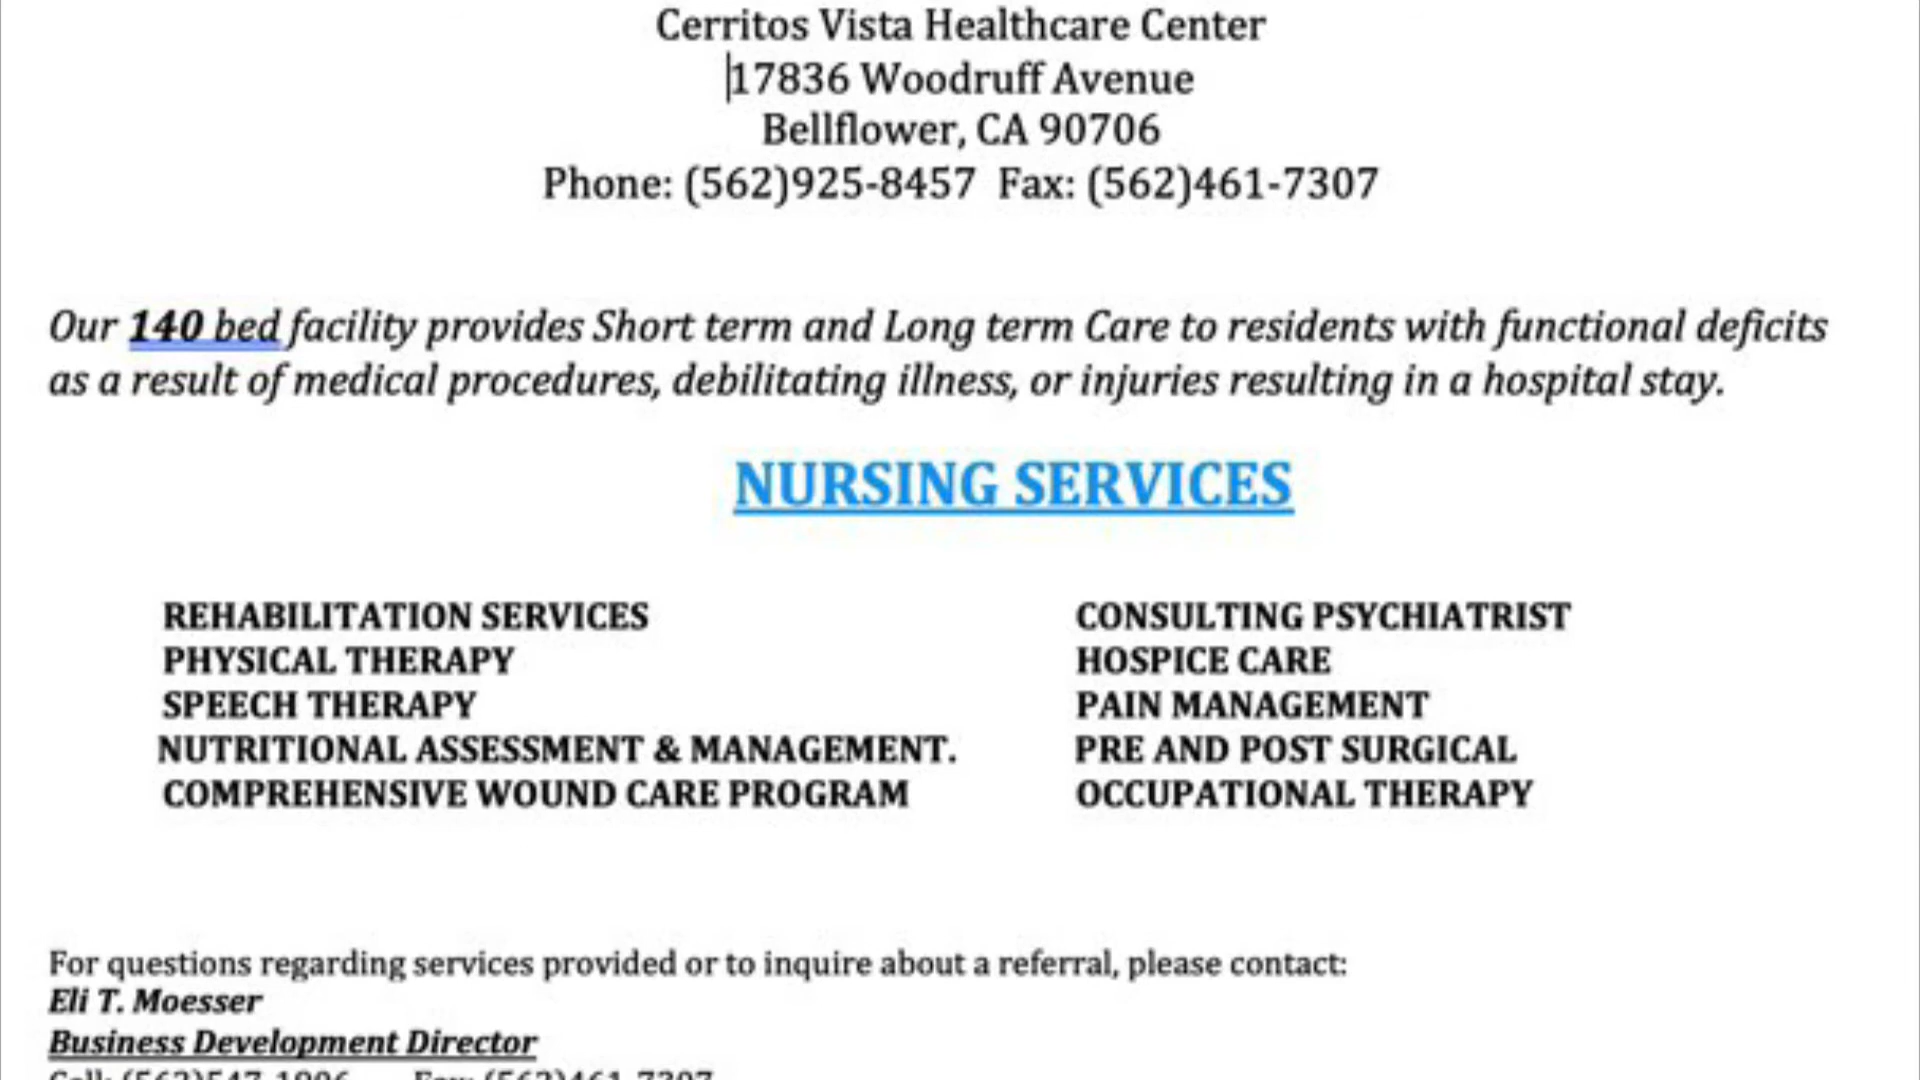 Cerritos Vista Healthcare Center
17836 Woodruff Avenue
Bellflower, CA 90706
Phone: (562)925-8457  Fax: (562)461-7307
Our 140 bed facility provides Short term and Long term Care to residents with functional deficits
as a result of medical procedures, debilitating illness, or injuries resulting in a hospital stay.
NURSING SERVICES
REHABILITATION SERVICES CONSULTING PSYCHIATRIST
PHYSICAL THERAPY HOSPICE CARE
SPEECH THERAPY PAIN MANAGEMENT
NUTRITIONAL ASSESSMENT & MANAGEMENT. PRE AND POST SURGICAL
COMPREHENSIVE WOUND CARE PROGRAM OCCUPATIONAL THERAPY
For questions regarding services provided or to inquire about a referral, please contact:
Eli T. Moesser
Business Development Director
Fax: (562)461-7307